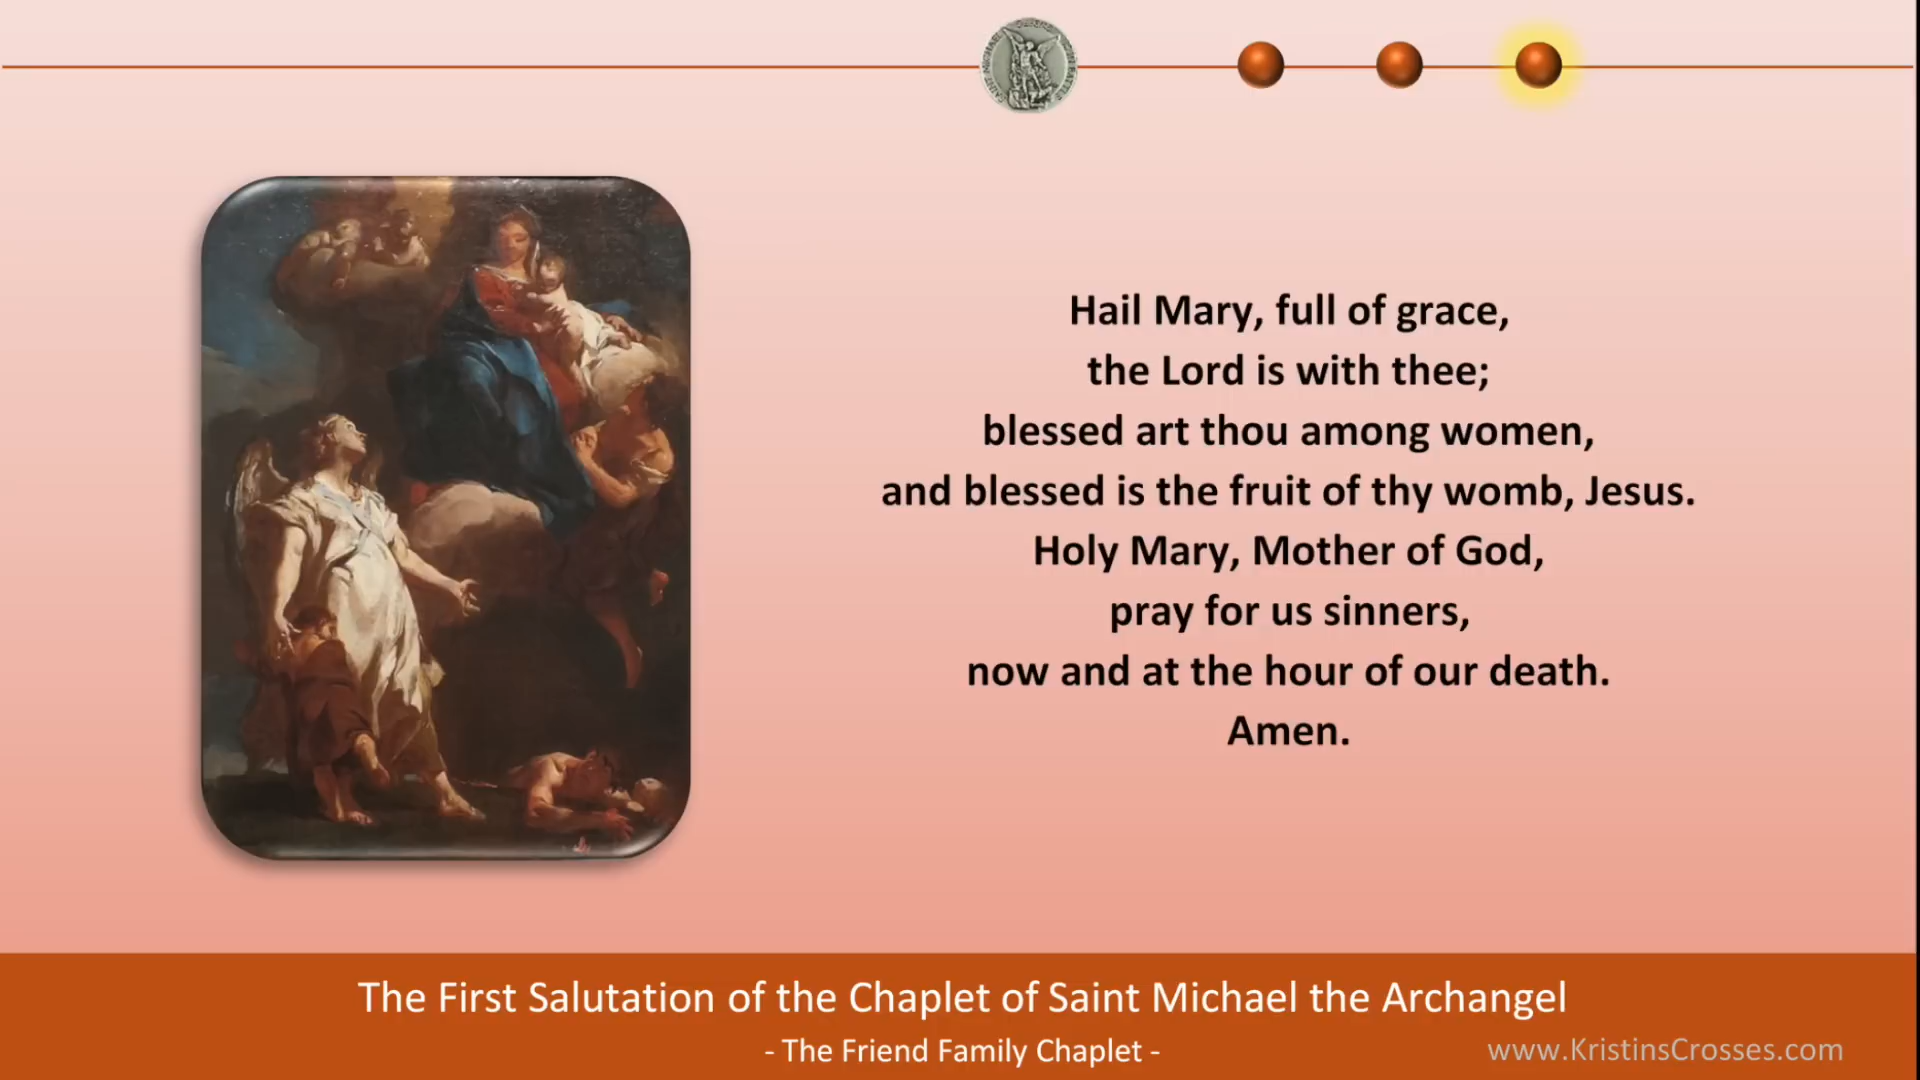 Hail Mary, full of grace,
the Lord is with thee;
blessed art thou among women,
and blessed is the fruit of thy womb, Jesus.
Holy Mary, Mother of God,
pray for us sinners,
now and at the hour of our death.
Amen.
The First Salutation of the Chaplet of Saint Michael the Archangel
- The Friend Family Chaplet -
www.KristinsCrosses.com